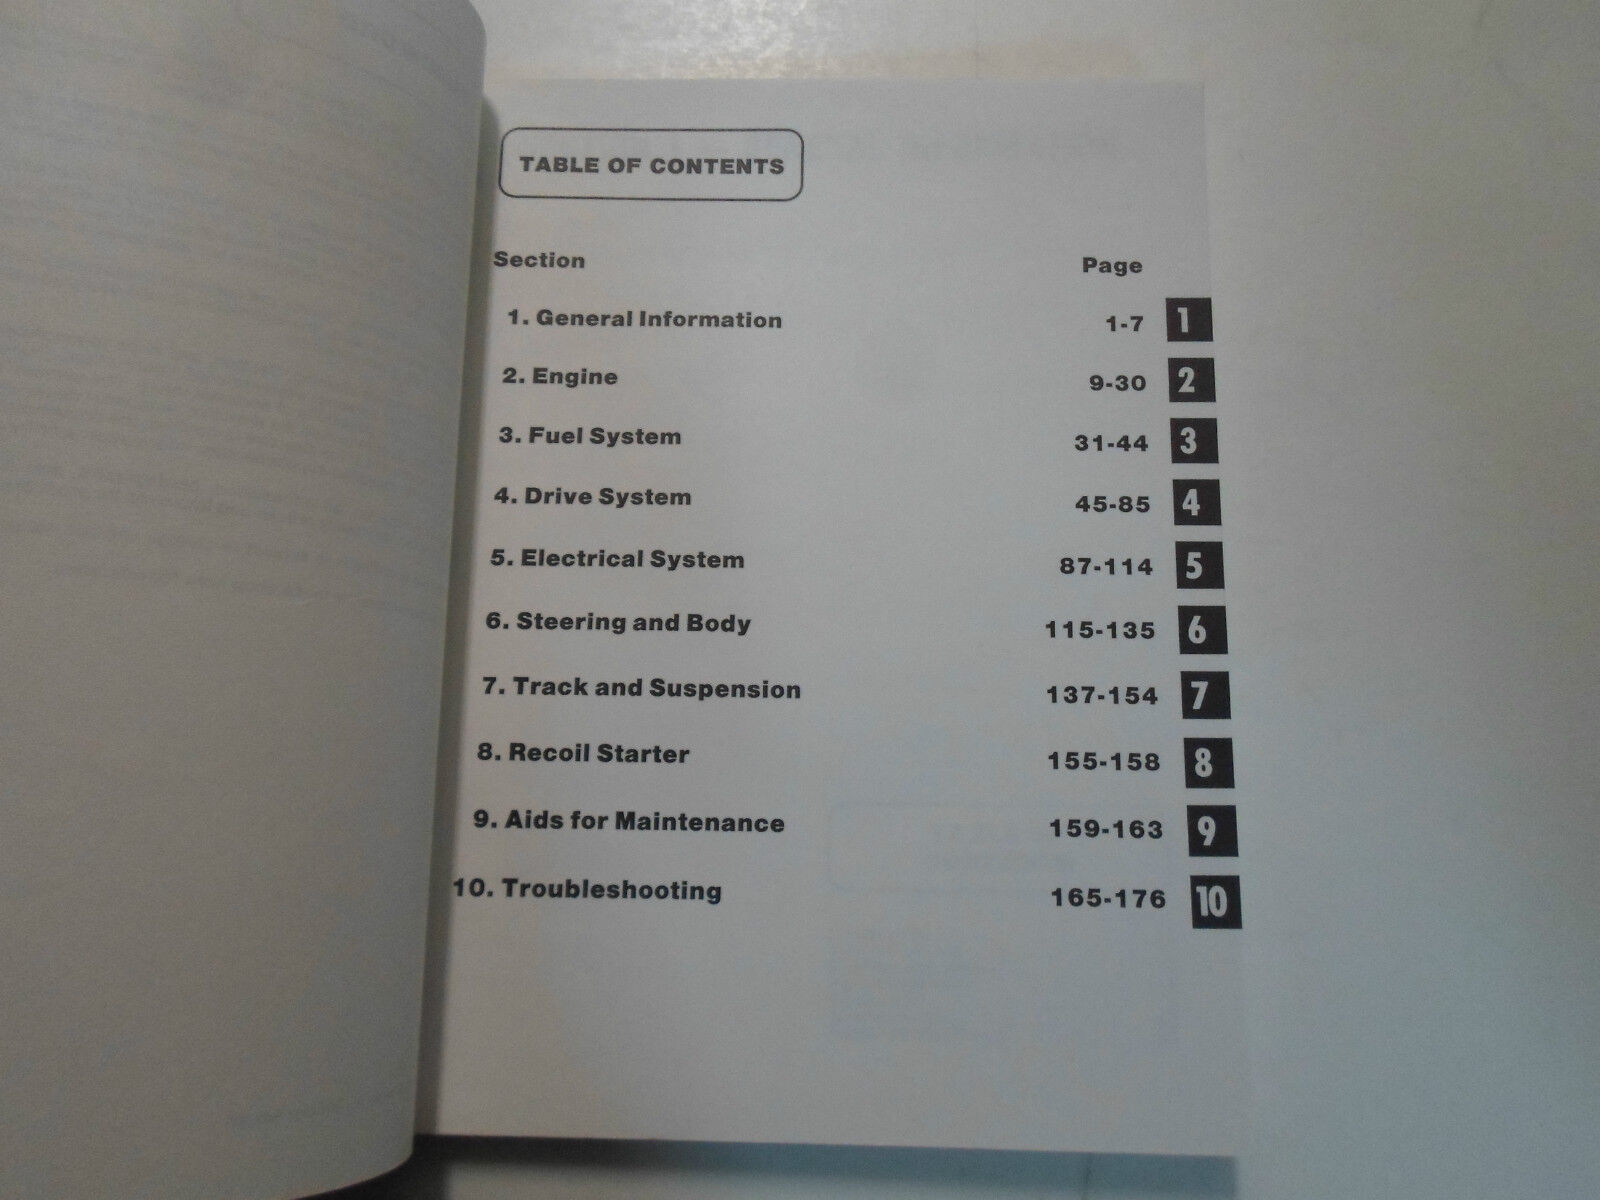 TABLE OF CONTENTS
Section Page
1. General Information 1-7 1
2. Engine 9-30 2
3. Fuel System 31-44 3
4. Drive System 45-85 4
5. Electrical System 87-114 5
6. Steering and Body 115-135 6
7. Track and Suspension 137-154 7
8. Recoil Starter 155-158 8
9. Aids for Maintenance 159-163 9
10. Troubleshooting 165-176 10